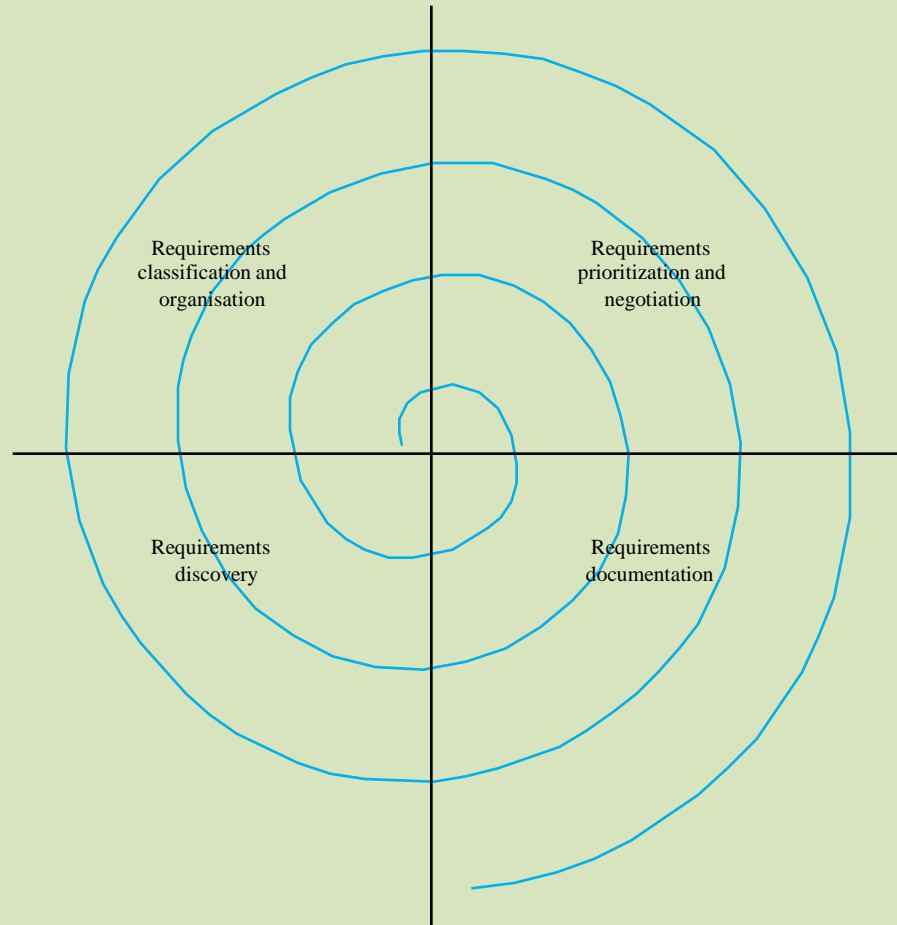 Requirements
classification and
organisation
Requirements
prioritization and
negotiation
Requirements
discovery
Requirements
documentation